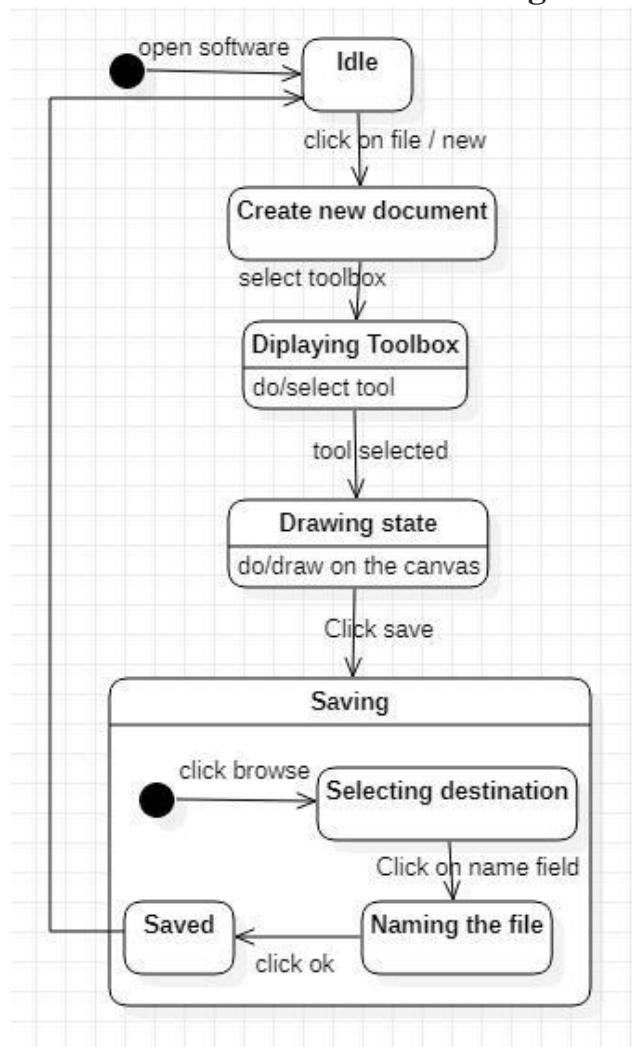 open software
Idle
click on file / new
Create new document
select toolbox
Diplaying Toolbox
do/select tool
tool selected
Drawing state
do/draw on the canvas
Click save
Saving
click browse
Selecting destination
Click on name field
Saved
Naming the file
click ok